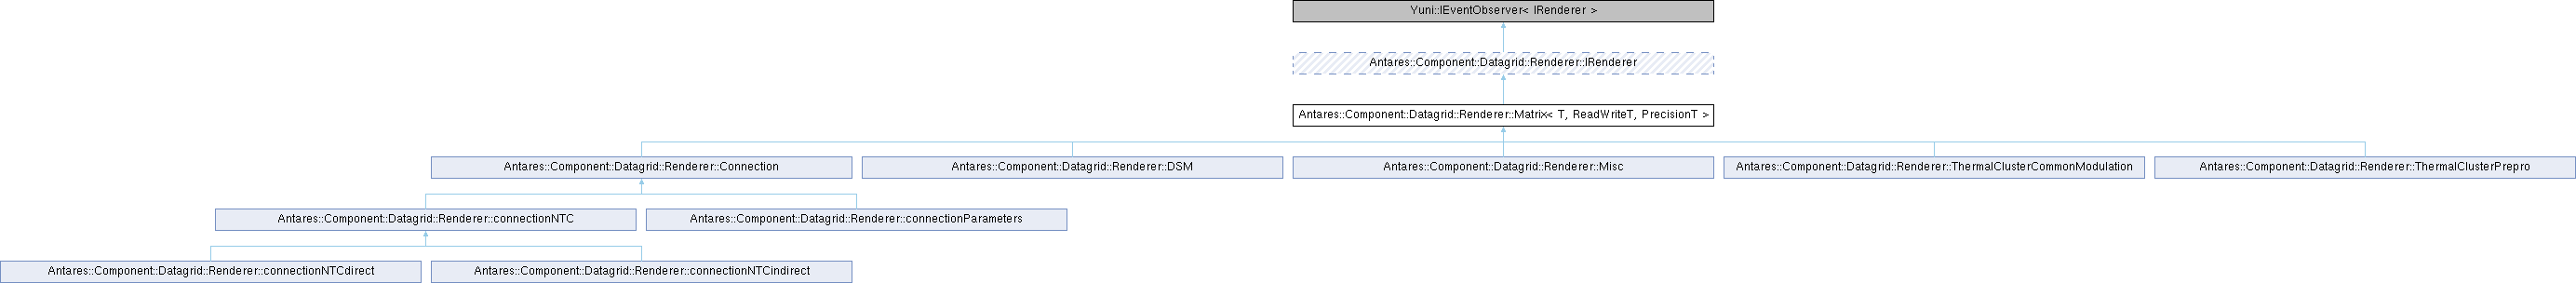 Yuni::IEventObserver< IRenderer >
Antares::Component::Datagrid::Renderer::IRenderer
Antares::Component::Datagrid::Renderer::Matrix< T, ReadWriteT, PrecisionT >
Antares::Component::Datagrid::Renderer::Connection
Antares::Component::Datagrid::Renderer::DSM
Antares::Component::Datagrid::Renderer::Misc
Antares::Component::Datagrid::Renderer::ThermalClusterCommonModulation
Antares::Component::Datagrid::Renderer::ThermalClusterPrepro
Antares::Component::Datagrid::Renderer::connectionNTC
Antares::Component::Datagrid::Renderer::connectionParameters
Antares::Component::Datagrid::Renderer::connectionNTCdirect
Antares::Component::Datagrid::Renderer::connectionNTCindirect